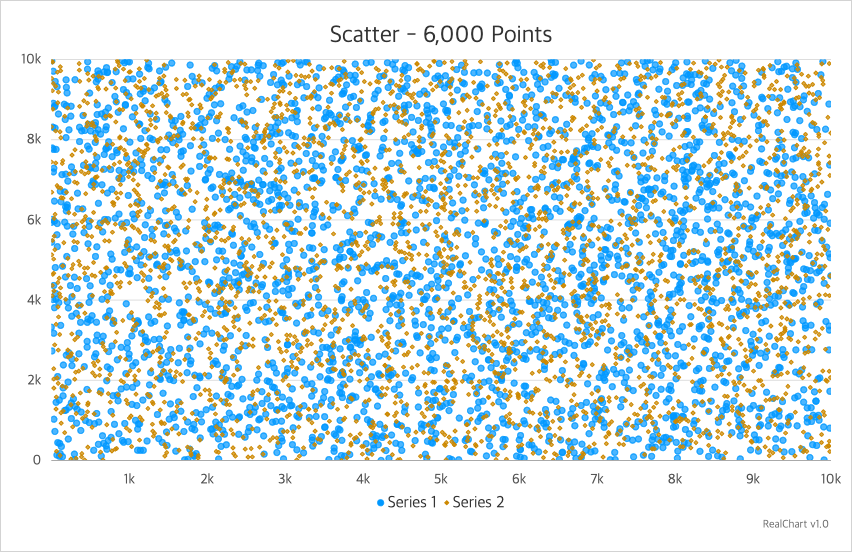 Scatter - 6,000 Points
10k
8k
6k
4k
2k
0
1k 2k 3k 4k 5k 6k 7k 8k 9k 10k
Series 1 Series 2
RealChart v1.0